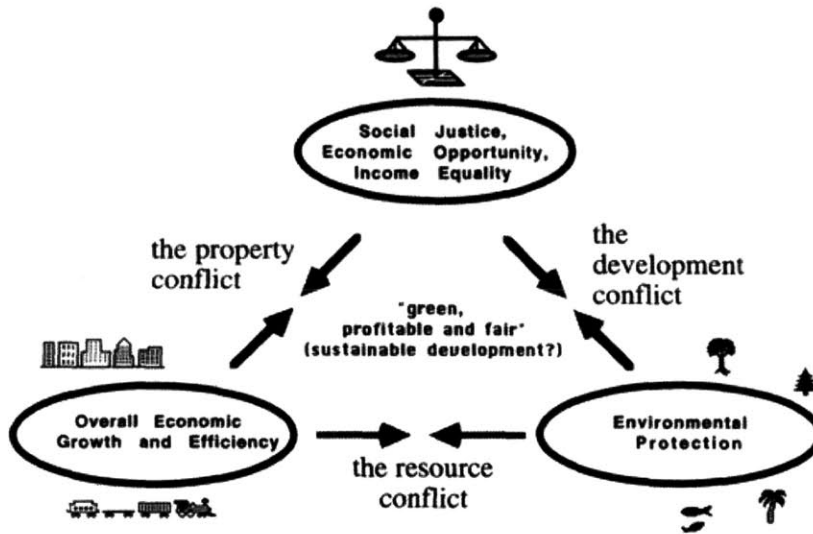 Social Justice,
Economic Opportunity,
Income Equality
the property
conflict
the
development
conflict
"green,
profitable and fair"
(sustainable development?)
Overall Economic
Growth and Efficiency
Environmental
Protection
the resource
conflict